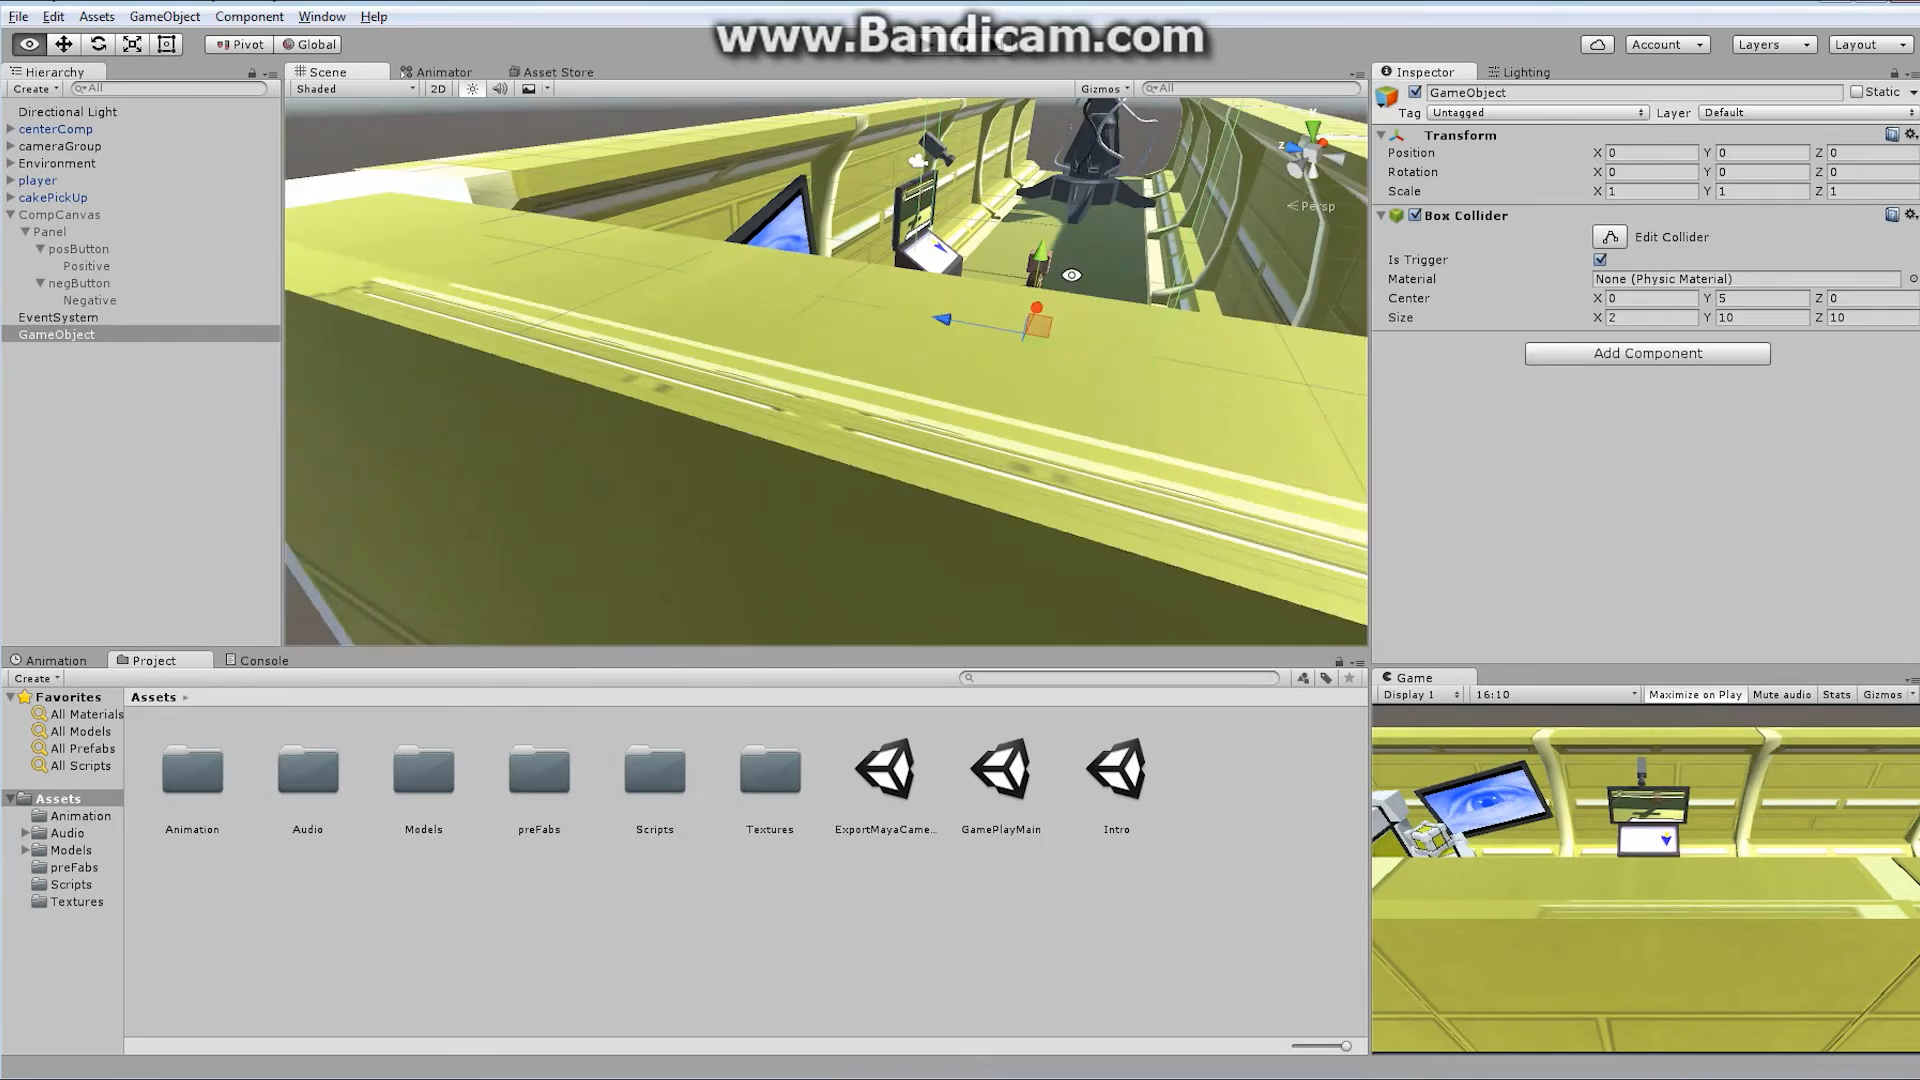 File Edit Assets GameObject Component Window Help
www.Bandicam.com
Pivot Global
Account Layers Layout
Hierarchy
Create All
Directional Light
centerComp
cameraGroup
Environment
player
cakePickUp
CompCanvas
Panel
posButton
Positive
negButton
Negative
EventSystem
GameObject
Scene Animator Asset Store
Shaded 2D Gizmos All
y
z
Persp
Inspector Lighting
GameObject Static
Tag Untagged Layer Default
Transform
Position X 0 Y 0 Z 0
Rotation X 0 Y 0 Z 0
Scale X 1 Y 1 Z 1
Box Collider
Edit Collider
Is Trigger
Material None (Physic Material)
Center X 0 Y 5 Z 0
Size X 2 Y 10 Z 10
Add Component
Animation Project Console
Create
Favorites
All Materials
All Models
All Prefabs
All Scripts
Assets
Animation
Audio
Models
preFabs
Scripts
Textures
Assets
Animation Audio Models preFabs Scripts Textures ExportMayaCame... GamePlayMain Intro
Game
Display 1 16:10 Maximize on Play Mute audio Stats Gizmos